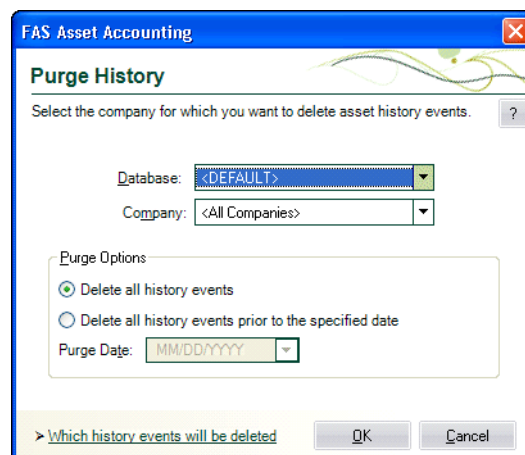 FAS Asset Accounting
Purge History
Select the company for which you want to delete asset history events.
?
Database: <DEFAULT>
Company: <All Companies>
Purge Options
Delete all history events
Delete all history events prior to the specified date
Purge Date: MM/DD/YYYY
➤ Which history events will be deleted OK Cancel